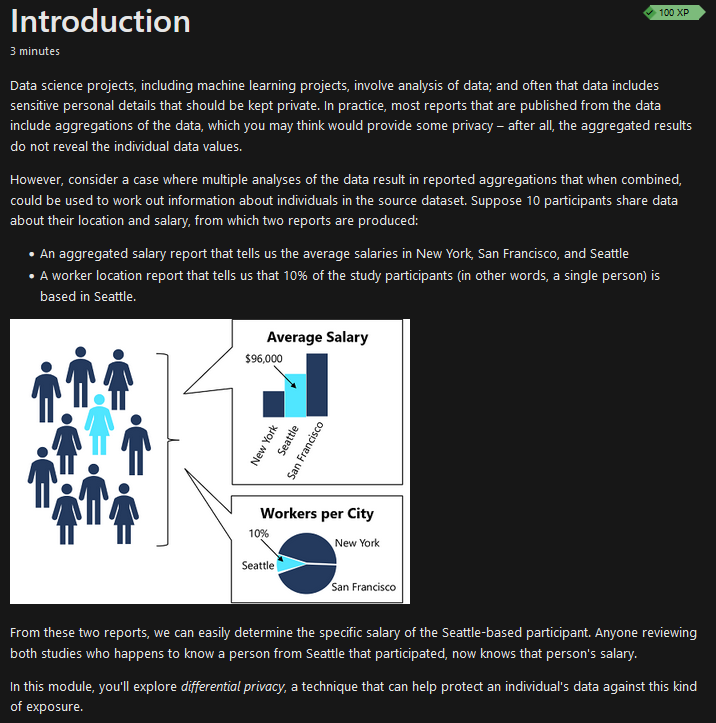 Introduction
100 XP
3 minutes
Data science projects, including machine learning projects, involve analysis of data; and often that data includes
sensitive personal details that should be kept private. In practice, most reports that are published from the data
include aggregations of the data, which you may think would provide some privacy – after all, the aggregated results
do not reveal the individual data values.
However, consider a case where multiple analyses of the data result in reported aggregations that when combined,
could be used to work out information about individuals in the source dataset. Suppose 10 participants share data
about their location and salary, from which two reports are produced:
• An aggregated salary report that tells us the average salaries in New York, San Francisco, and Seattle
• A worker location report that tells us that 10% of the study participants (in other words, a single person) is
based in Seattle.
Average Salary
$96,000
New York
Seattle
San Francisco
Workers per City
10%
New York
Seattle
San Francisco
From these two reports, we can easily determine the specific salary of the Seattle-based participant. Anyone reviewing
both studies who happens to know a person from Seattle that participated, now knows that person's salary.
In this module, you'll explore differential privacy, a technique that can help protect an individual's data against this kind
of exposure.